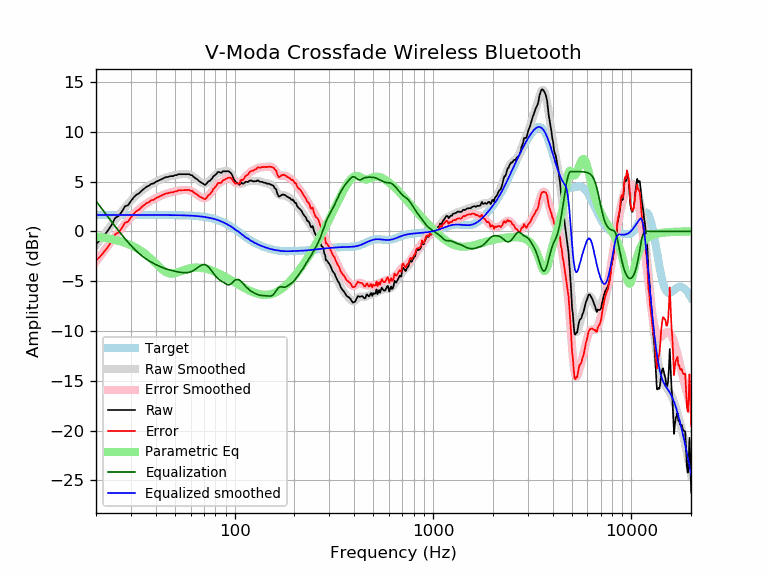 V-Moda Crossfade Wireless Bluetooth
15
10
5
0
−5
−10
−15
−20
−25
Amplitude (dBr)
Target
Raw Smoothed
Error Smoothed
Raw
Error
Parametric Eq
Equalization
Equalized smoothed
100
1000
10000
Frequency (Hz)